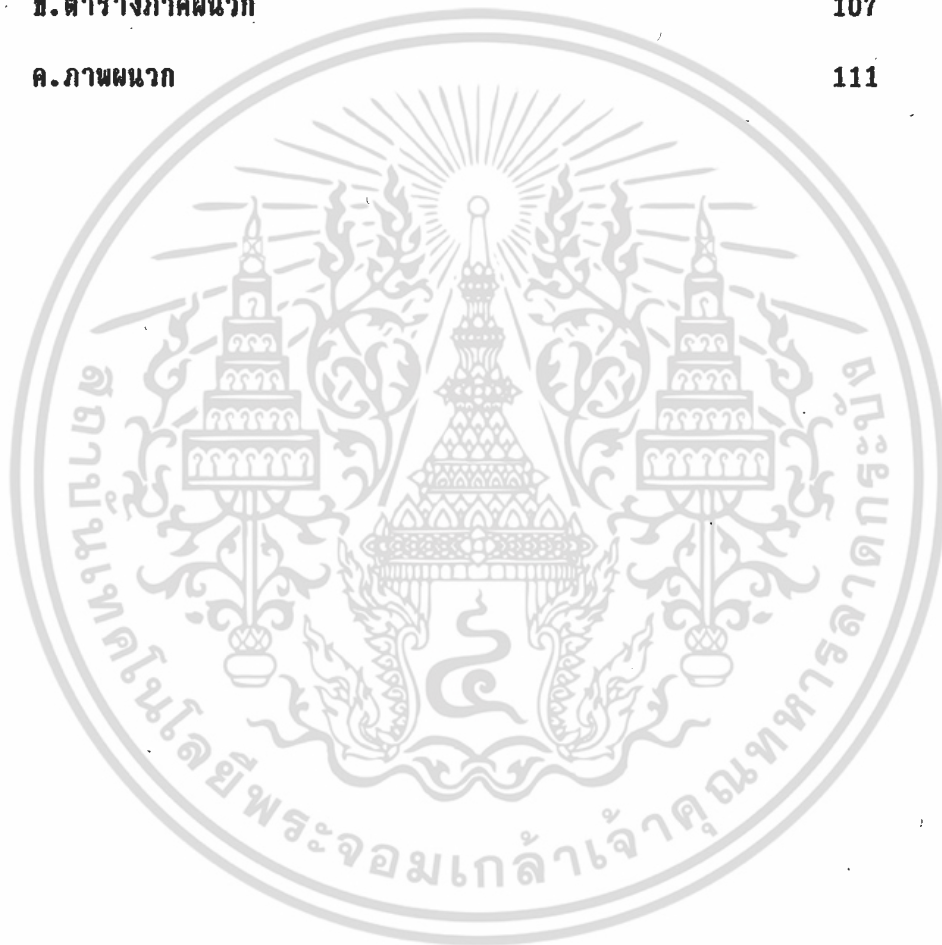 ข.ตารางภาคผนวก 107
ค.ภาพผนวก 111
สถาบันเทคโนโลยีพระจอมเกล้าเจ้าคุณทหารลาดกระบัง
๔